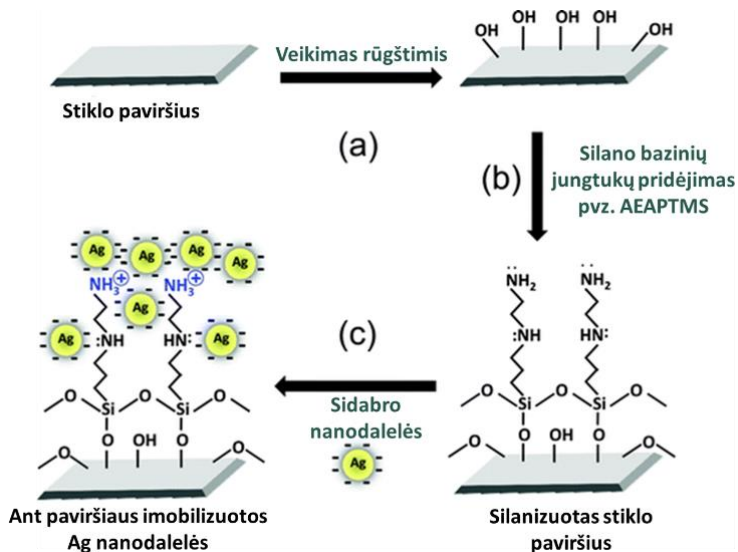 OH OH OH OH OH
Veikimas rūgštimis
Stiklo paviršius
(a)
(b)
Silano bazinių
jungtukų pridėjimas
pvz. AEAPTMS
Ag Ag Ag Ag
NH3+ NH3+
Ag
Ag :NH HN: Ag
O Si O Si O
O OH O
O O
Ant paviršiaus imobilizuotos
Ag nanodalelės
(c)
Sidabro
nanodalelės
Ag
NH2 NH2
:NH HN:
O Si O Si O
O OH O
O O
Silanizuotas stiklo
paviršius